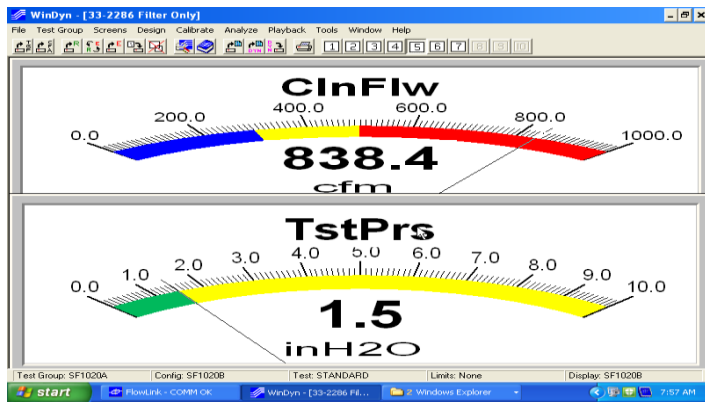 WinDyn - [33-2286 Filter Only]
File Test Group Screens Design Calibrate Analyze Playback Tools Window Help
1 2 3 4 5 6 7 8 9 10
ClnFlw
0.0 200.0 400.0 600.0 800.0 1000.0
838.4
cfm
TstPrs
0.0 1.0 2.0 3.0 4.0 5.0 6.0 7.0 8.0 9.0 10.0
1.5
inH2O
Test Group: SF1020A Config: SF1020B Test: STANDARD Limits: None Display: SF1020B
start FlowLink - COMM OK WinDyn - [33-2286 Fil... 2 Windows Explorer 7:57 AM